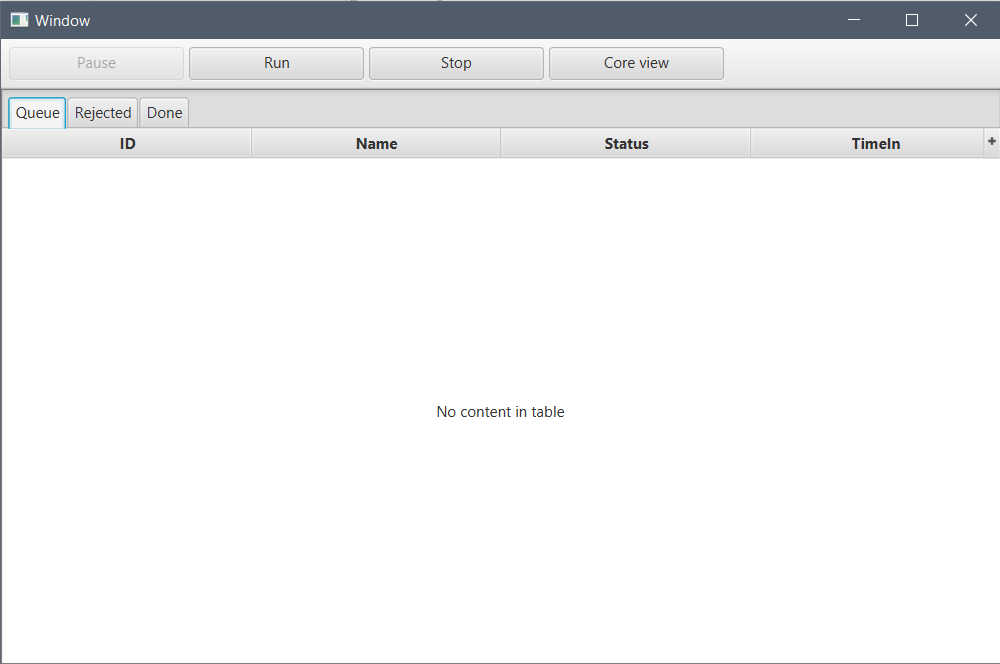 Window
Pause Run Stop Core view
Queue Rejected Done
ID Name Status TimeIn +
No content in table